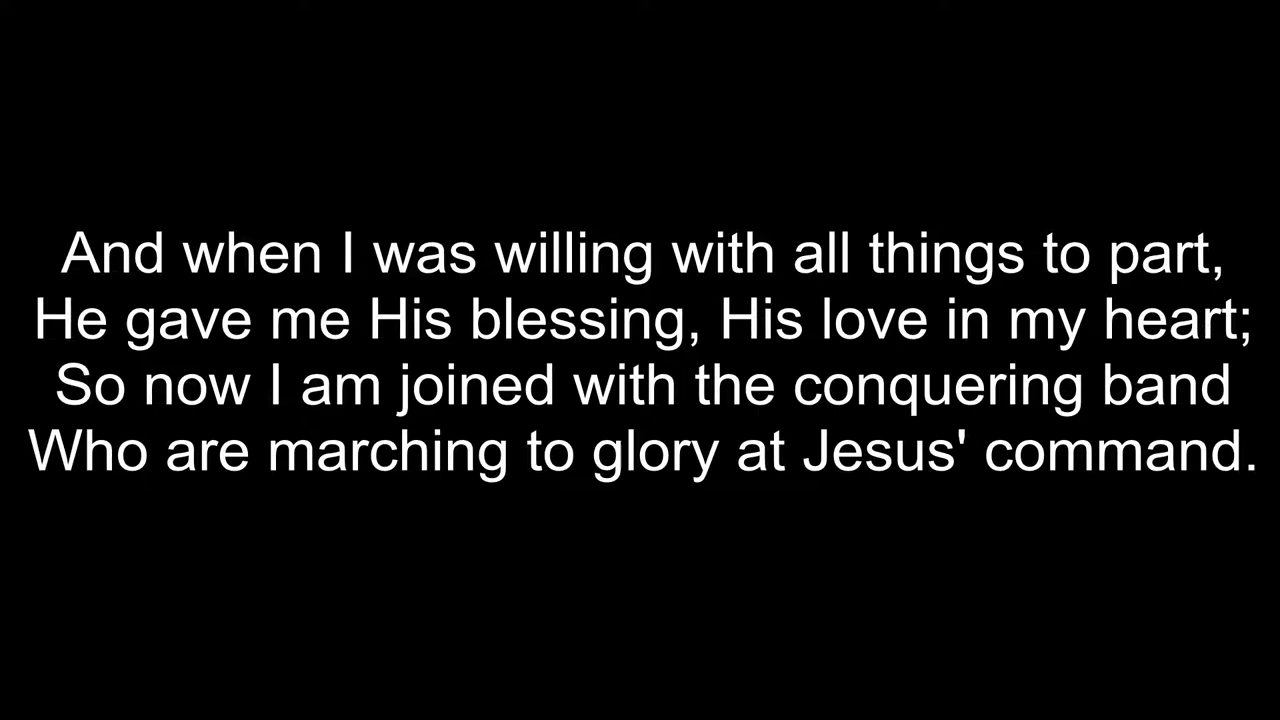 And when I was willing with all things to part,
He gave me His blessing, His love in my heart;
So now I am joined with the conquering band
Who are marching to glory at Jesus' command.